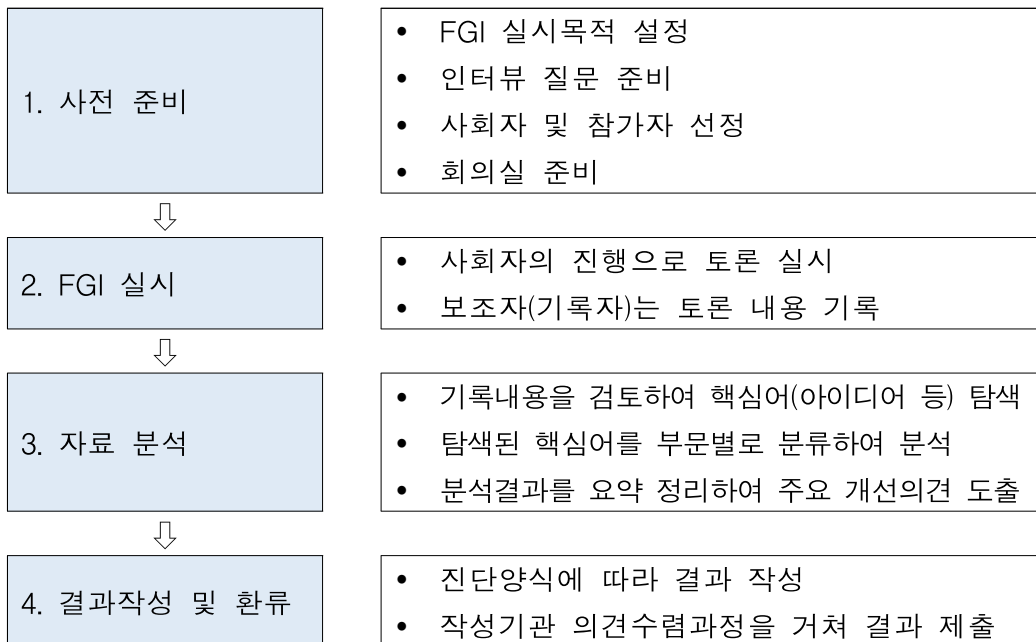 1. 사전 준비
• FGI 실시목적 설정
• 인터뷰 질문 준비
• 사회자 및 참가자 선정
• 회의실 준비
2. FGI 실시
• 사회자의 진행으로 토론 실시
• 보조자(기록자)는 토론 내용 기록
3. 자료 분석
• 기록내용을 검토하여 핵심어(아이디어 등) 탐색
• 탐색된 핵심어를 부문별로 분류하여 분석
• 분석결과를 요약 정리하여 주요 개선의견 도출
4. 결과작성 및 환류
• 진단양식에 따라 결과 작성
• 작성기관 의견수렴과정을 거쳐 결과 제출